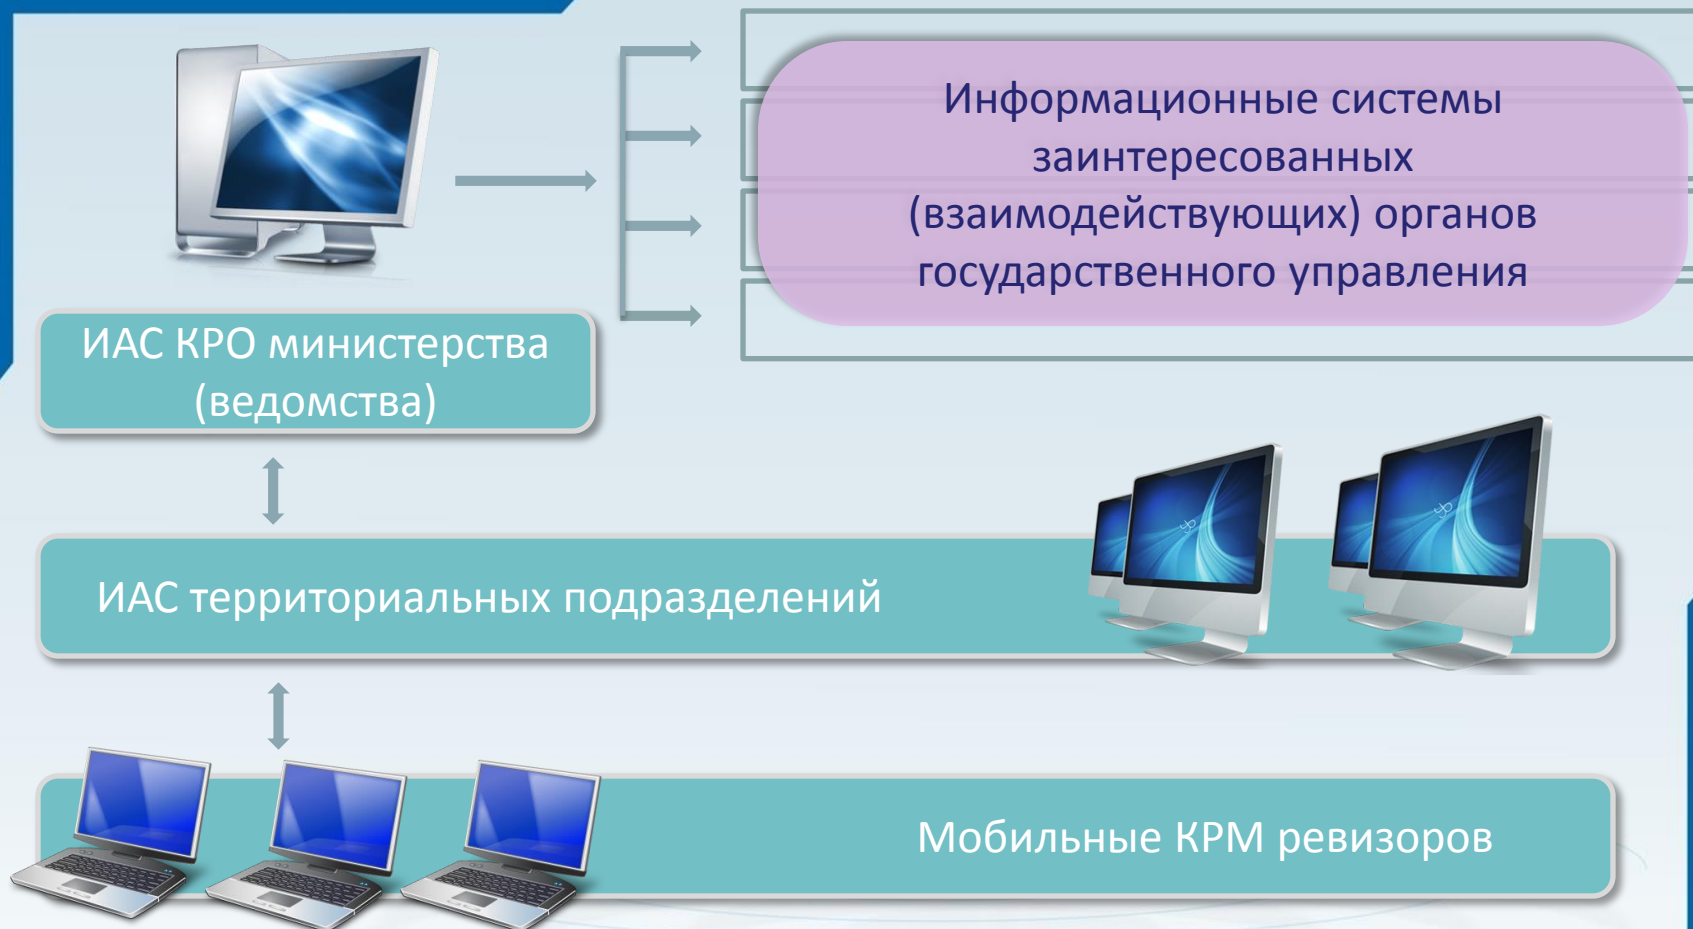 Информационные системы
заинтересованных
(взаимодействующих) органов
государственного управления
ИАС КРО министерства
(ведомства)
ИАС территориальных подразделений
Мобильные КРМ ревизоров